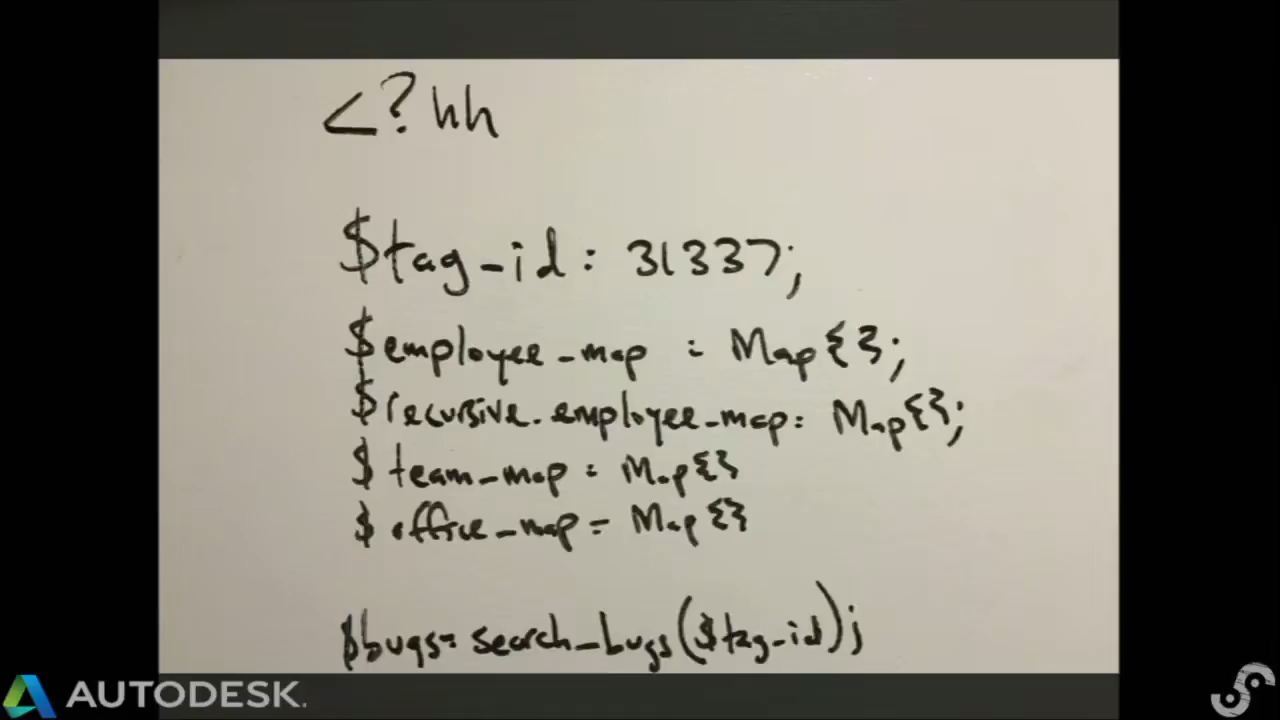 <?hh
$tag_id = 31337;
$employee_map = Map{};
$recursive_employee_map = Map{};
$team_map = Map{}
$office_map = Map{}
$bugs = search_bugs($tag_id);
AUTODESK.